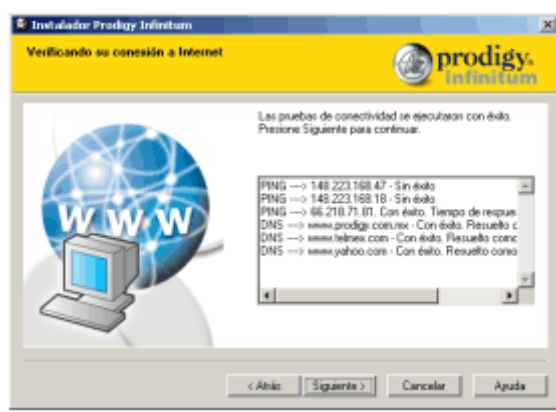 Instalador Prodigy Infinitum
Verificando su conexión a Internet
prodigy
infinitum
Las pruebas de conectividad se ejecutaron con éxito.
Presione Siguiente para continuar.
WWW
PING ---> 148.223.168.47 - Sin éxito
PING ---> 148.223.168.18 - Sin éxito
PING ---> 66.218.71.81. Con éxito. Tiempo de respue
DNS ---> www.prodigy.com.mx - Con éxito. Resuelto c
DNS ---> www.telmex.com - Con éxito. Resuelto como
DNS ---> www.yahoo.com - Con éxito. Resuelto como
< Atrás Siguiente > Cancelar Ayuda